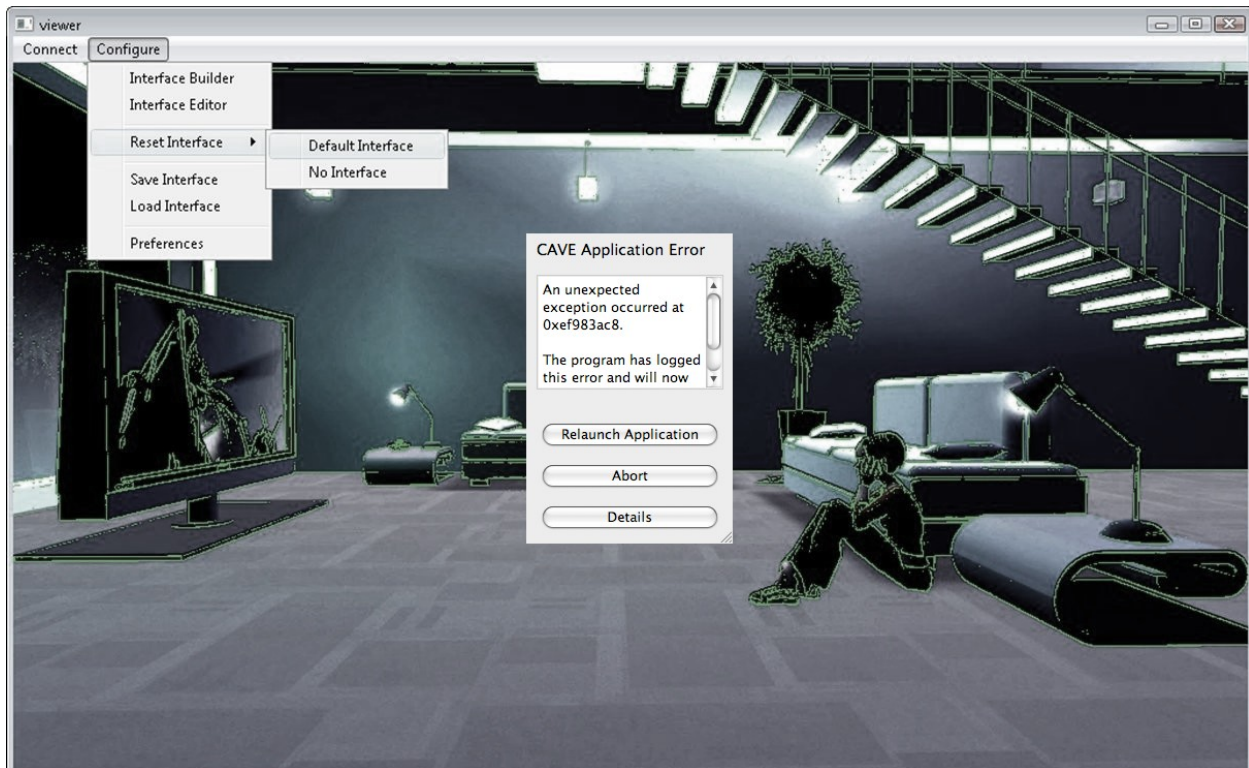 viewer
Connect Configure
Interface Builder
Interface Editor
Reset Interface
Default Interface
No Interface
Save Interface
Load Interface
Preferences
CAVE Application Error
An unexpected
exception occurred at
0xef983ac8.
The program has logged
this error and will now
Relaunch Application
Abort
Details